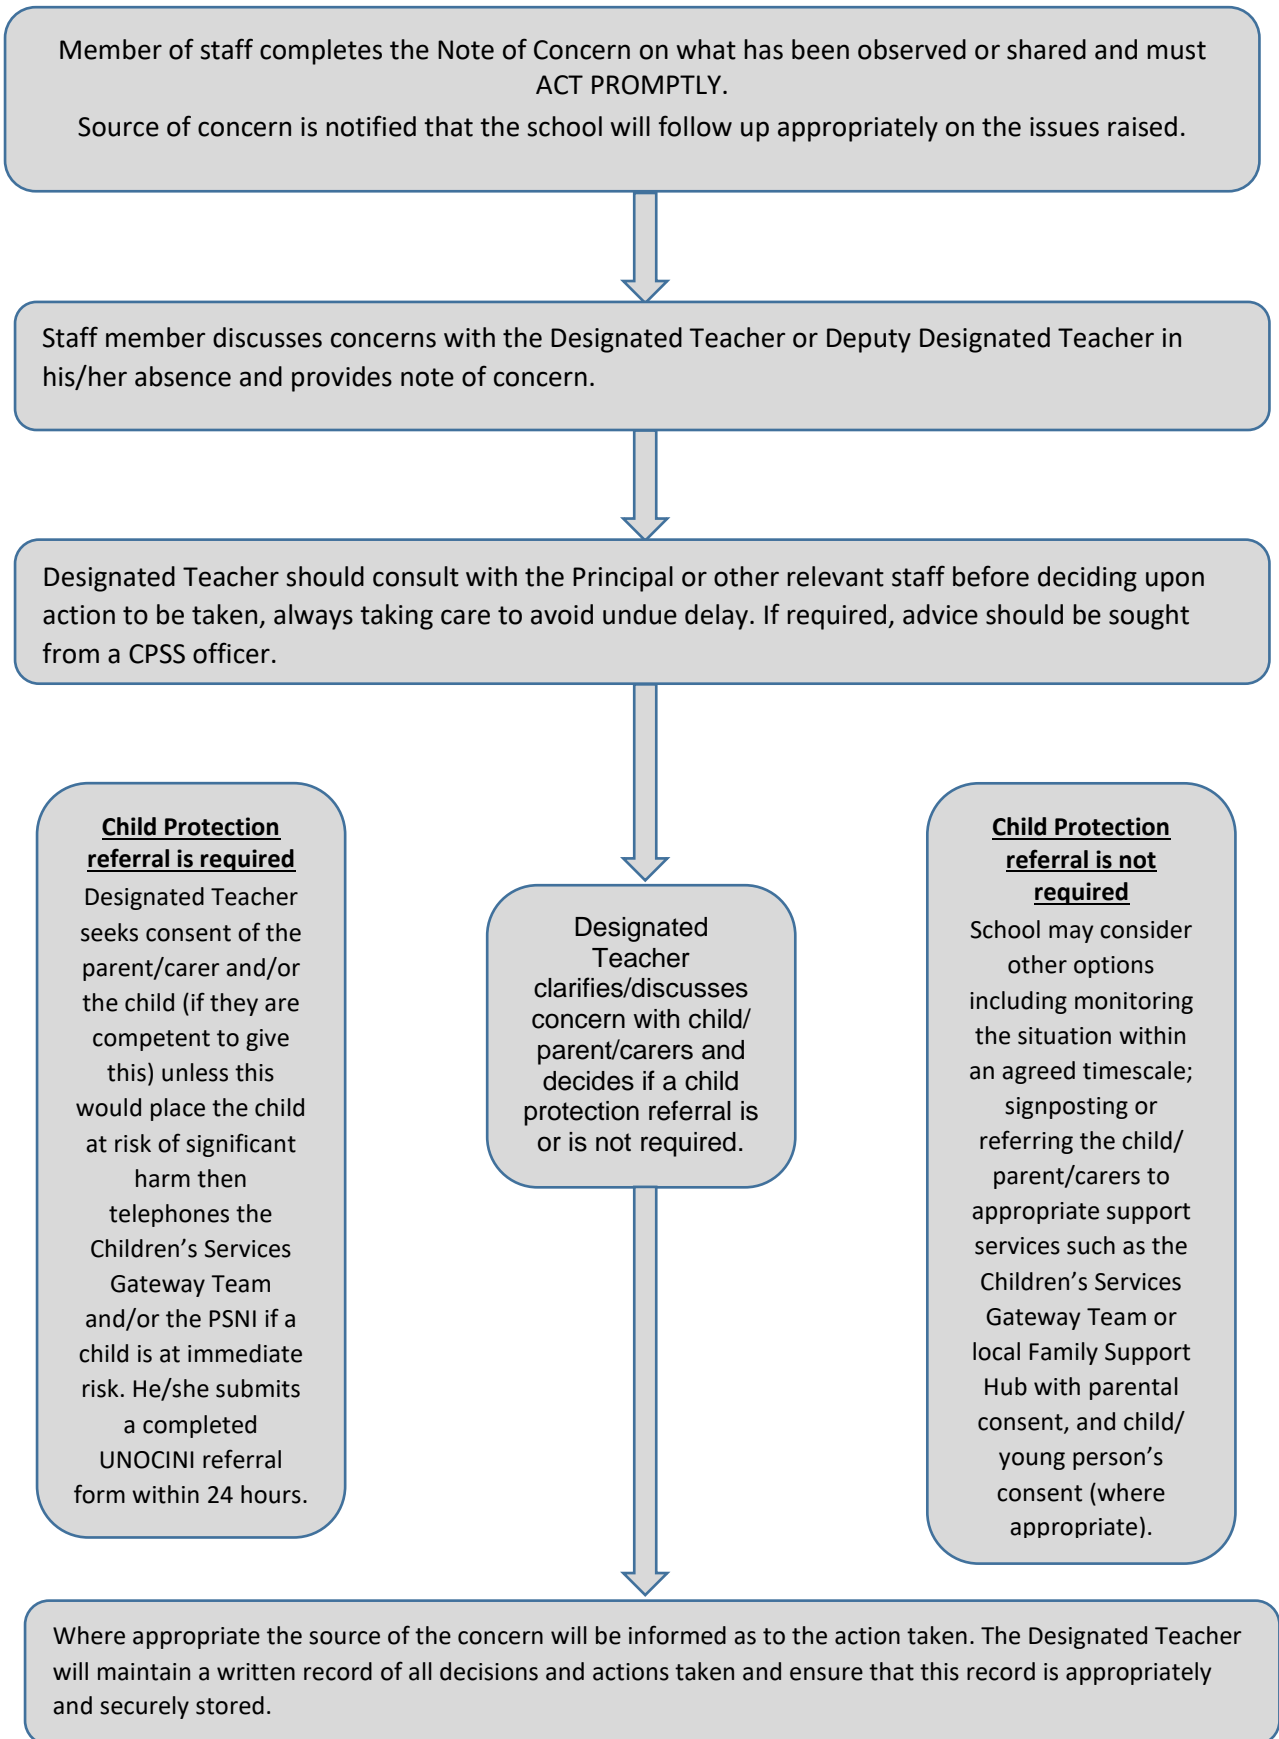 Member of staff completes the Note of Concern on what has been observed or shared and must
ACT PROMPTLY.
Source of concern is notified that the school will follow up appropriately on the issues raised.
Staff member discusses concerns with the Designated Teacher or Deputy Designated Teacher in
his/her absence and provides note of concern.
Designated Teacher should consult with the Principal or other relevant staff before deciding upon
action to be taken, always taking care to avoid undue delay. If required, advice should be sought
from a CPSS officer.
Child Protection
referral is required
Designated Teacher
seeks consent of the
parent/carer and/or
the child (if they are
competent to give
this) unless this
would place the child
at risk of significant
harm then
telephones the
Children’s Services
Gateway Team
and/or the PSNI if a
child is at immediate
risk. He/she submits
a completed
UNOCINI referral
form within 24 hours.
Designated
Teacher
clarifies/discusses
concern with child/
parent/carers and
decides if a child
protection referral is
or is not required.
Child Protection
referral is not
required
School may consider
other options
including monitoring
the situation within
an agreed timescale;
signposting or
referring the child/
parent/carers to
appropriate support
services such as the
Children’s Services
Gateway Team or
local Family Support
Hub with parental
consent, and child/
young person’s
consent (where
appropriate).
Where appropriate the source of the concern will be informed as to the action taken. The Designated Teacher
will maintain a written record of all decisions and actions taken and ensure that this record is appropriately
and securely stored.